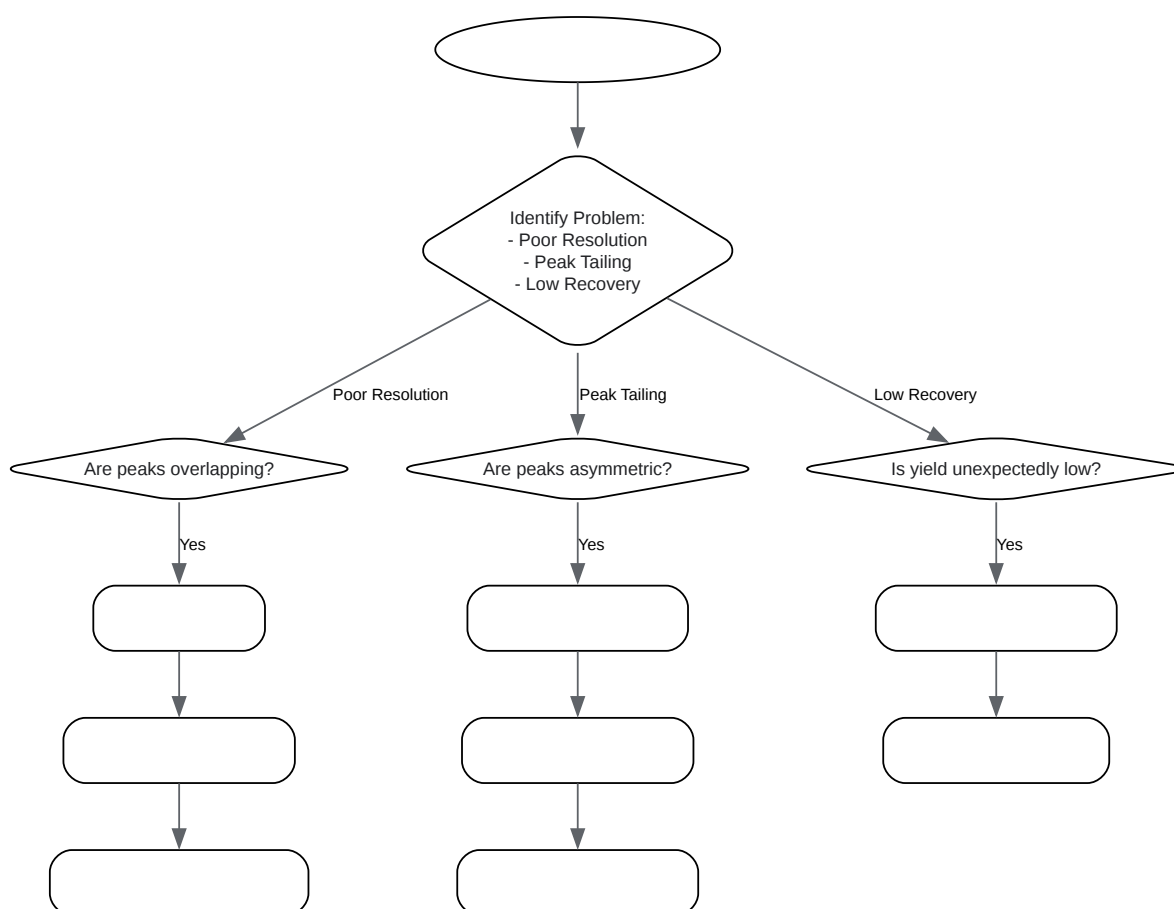 Identify Problem:
- Poor Resolution
- Peak Tailing
- Low Recovery
Poor Resolution
Peak Tailing
Low Recovery
Are peaks overlapping?
Are peaks asymmetric?
Is yield unexpectedly low?
Yes
Yes
Yes